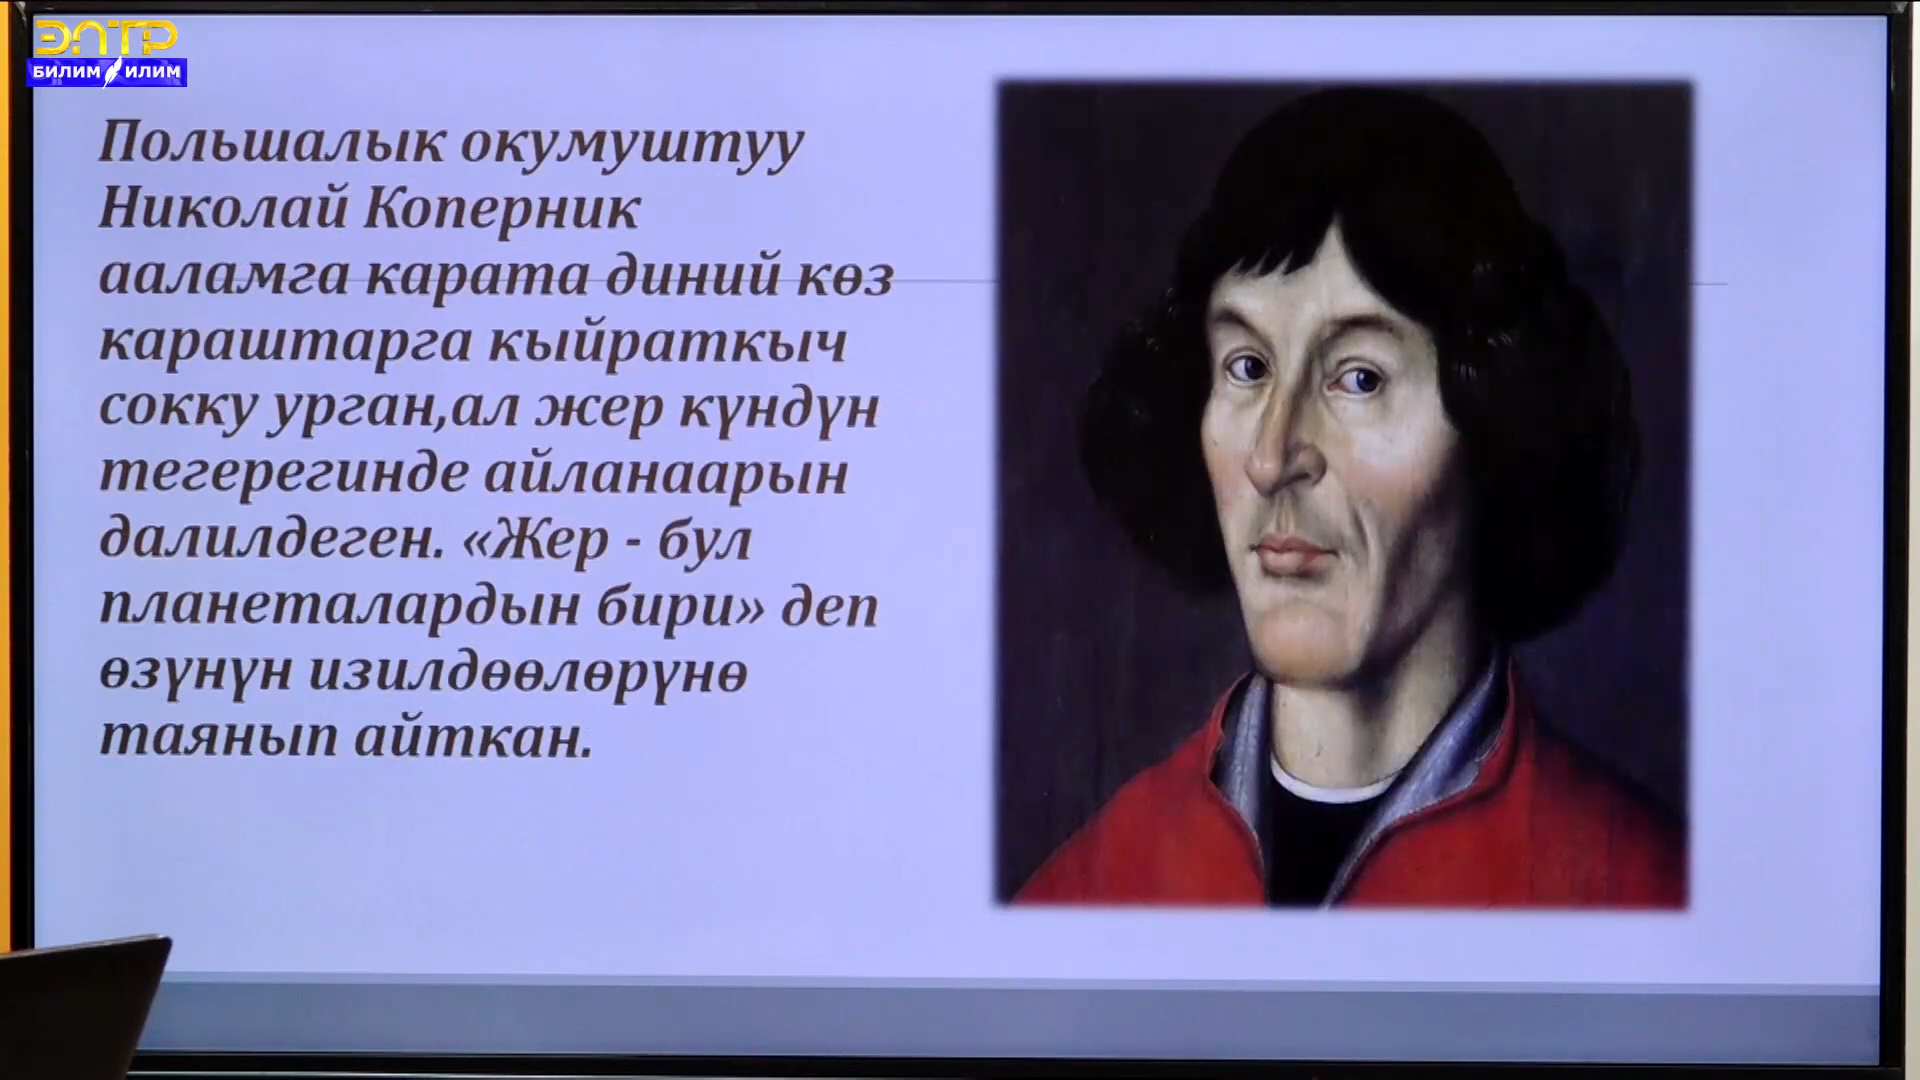 ЭЛТР
БИЛИМ ИЛИМ
Польшалык окумуштуу
Николай Коперник
ааламга карата диний көз
караштарга кыйраткыч
сокку урган,ал жер күндүн
тегерегинде айланаарын
далилдеген. «Жер - бул
планеталардын бири» деп
өзүнүн изилдөөлөрүнө
таянып айткан.